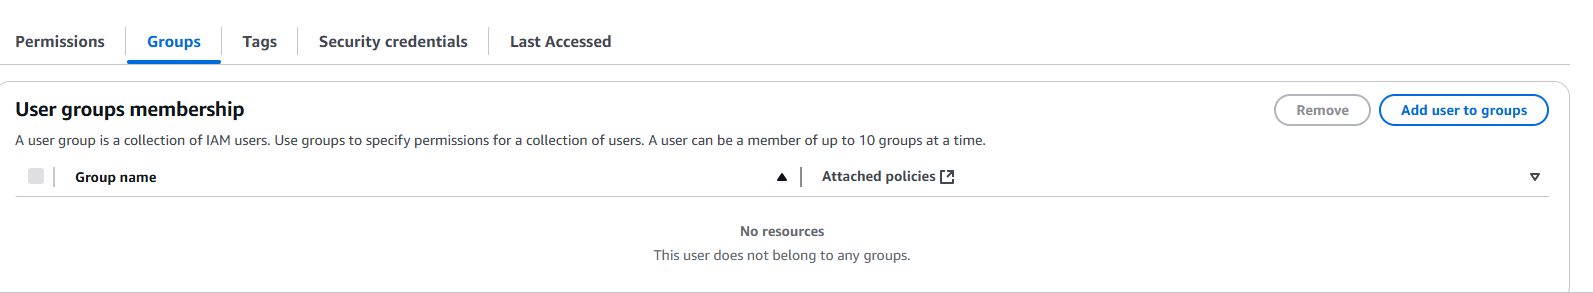 Permissions Groups Tags Security credentials Last Accessed
User groups membership Remove Add user to groups
A user group is a collection of IAM users. Use groups to specify permissions for a collection of users. A user can be a member of up to 10 groups at a time.
Group name Attached policies
No resources
This user does not belong to any groups.